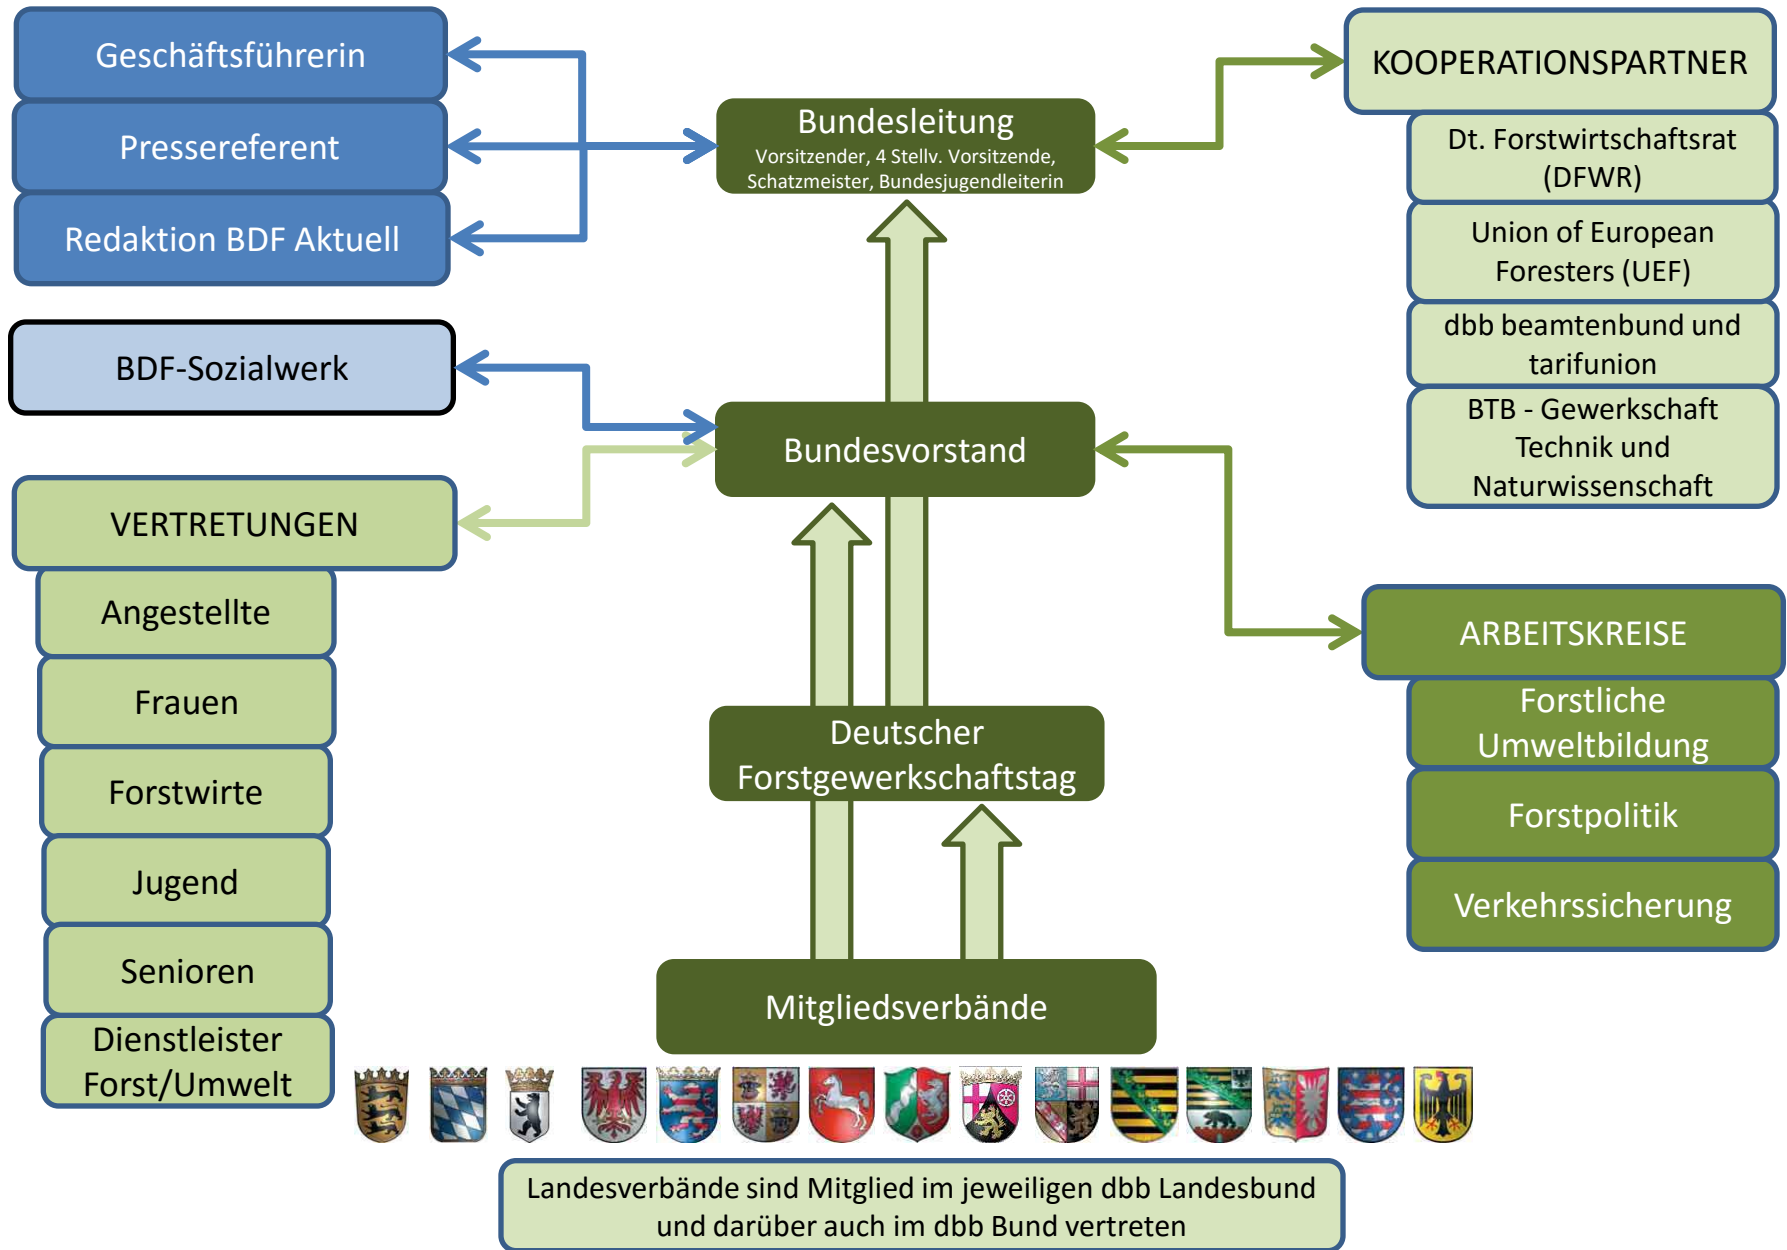 Geschäftsführerin
Pressereferent
Redaktion BDF Aktuell
BDF-Sozialwerk
VERTRETUNGEN
Angestellte
Frauen
Forstwirte
Jugend
Senioren
Dienstleister
Forst/Umwelt
Bundesleitung
Vorsitzender, 4 Stellv. Vorsitzende,
Schatzmeister, Bundesjugendleiterin
Bundesvorstand
Deutscher
Forstgewerkschaftstag
Mitgliedsverbände
KOOPERATIONSPARTNER
Dt. Forstwirtschaftsrat
(DFWR)
Union of European
Foresters (UEF)
dbb beamtenbund und
tarifunion
BTB - Gewerkschaft
Technik und
Naturwissenschaft
ARBEITSKREISE
Forstliche
Umweltbildung
Forstpolitik
Verkehrssicherung
Landesverbände sind Mitglied im jeweiligen dbb Landesbund
und darüber auch im dbb Bund vertreten